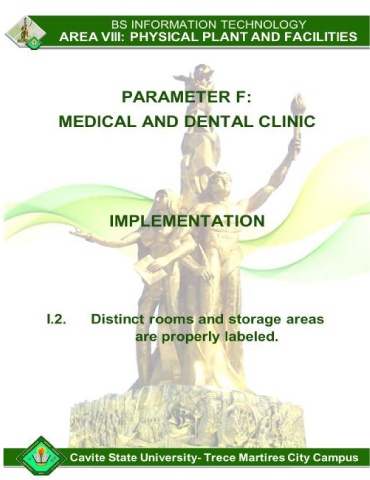 BS INFORMATION TECHNOLOGY
AREA VIII: PHYSICAL PLANT AND FACILITIES
PARAMETER F:
MEDICAL AND DENTAL CLINIC
IMPLEMENTATION
I.2. Distinct rooms and storage areas
are properly labeled.
Cavite State University- Trece Martires City Campus